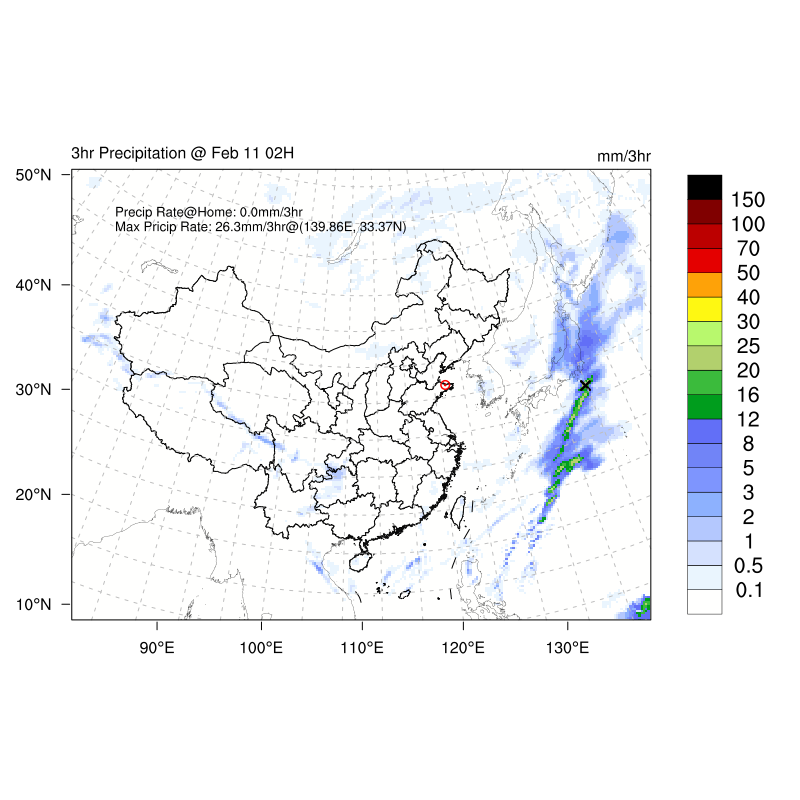 3hr Precipitation @ Feb 11 02H
mm/3hr
Precip Rate@Home: 0.0mm/3hr
Max Pricip Rate: 26.3mm/3hr@(139.86E, 33.37N)
50°N
40°N
30°N
20°N
10°N
90°E
100°E
110°E
120°E
130°E
150
100
70
50
40
30
25
20
16
12
8
5
3
2
1
0.5
0.1